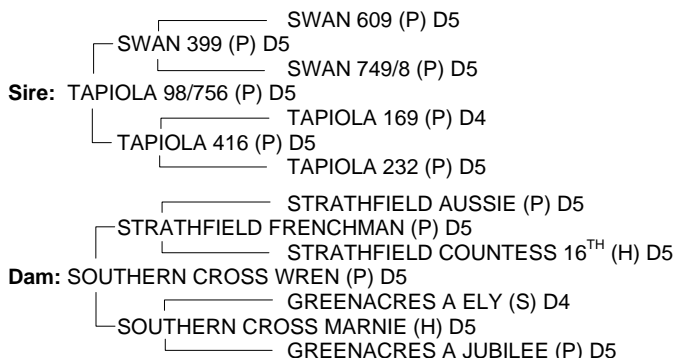 SWAN 609 (P) D5
SWAN 399 (P) D5
SWAN 749/8 (P) D5
Sire: TAPIOLA 98/756 (P) D5
TAPIOLA 169 (P) D4
TAPIOLA 416 (P) D5
TAPIOLA 232 (P) D5
STRATHFIELD AUSSIE (P) D5
STRATHFIELD FRENCHMAN (P) D5
STRATHFIELD COUNTESS 16TH (H) D5
Dam: SOUTHERN CROSS WREN (P) D5
GREENACRES A ELY (S) D4
SOUTHERN CROSS MARNIE (H) D5
GREENACRES A JUBILEE (P) D5